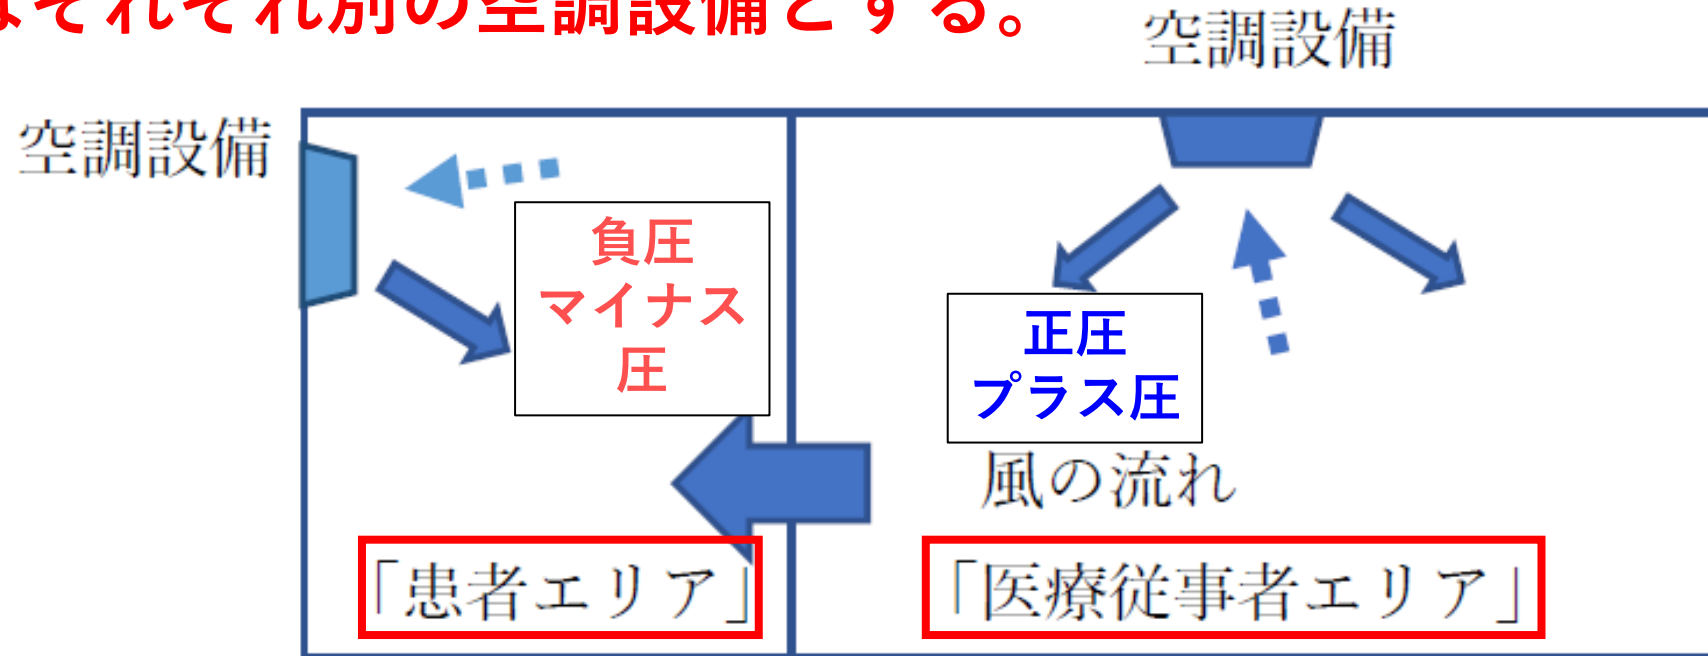 はそれぞれ別の空調設備とする。
空調設備
空調設備
負圧
マイナス
圧
正圧
プラス圧
風の流れ
「患者エリア」
「医療従事者エリア」